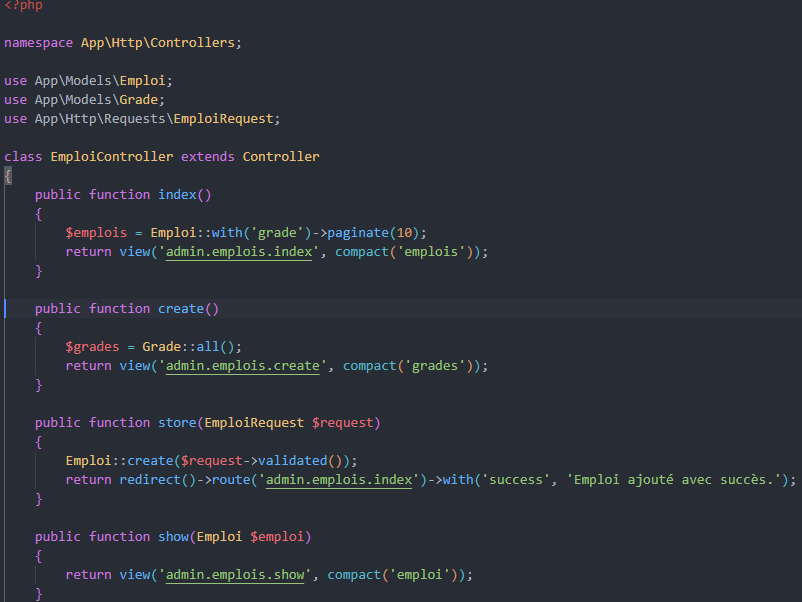 <?php
namespace App\Http\Controllers;
use App\Models\Emploi;
use App\Models\Grade;
use App\Http\Requests\EmploiRequest;
class EmploiController extends Controller
{
    public function index()
    {
        $emplois = Emploi::with('grade')->paginate(10);
        return view('admin.emplois.index', compact('emplois'));
    }
    public function create()
    {
        $grades = Grade::all();
        return view('admin.emplois.create', compact('grades'));
    }
    public function store(EmploiRequest $request)
    {
        Emploi::create($request->validated());
        return redirect()->route('admin.emplois.index')->with('success', 'Emploi ajouté avec succès.');
    }
    public function show(Emploi $emploi)
    {
        return view('admin.emplois.show', compact('emploi'));
    }